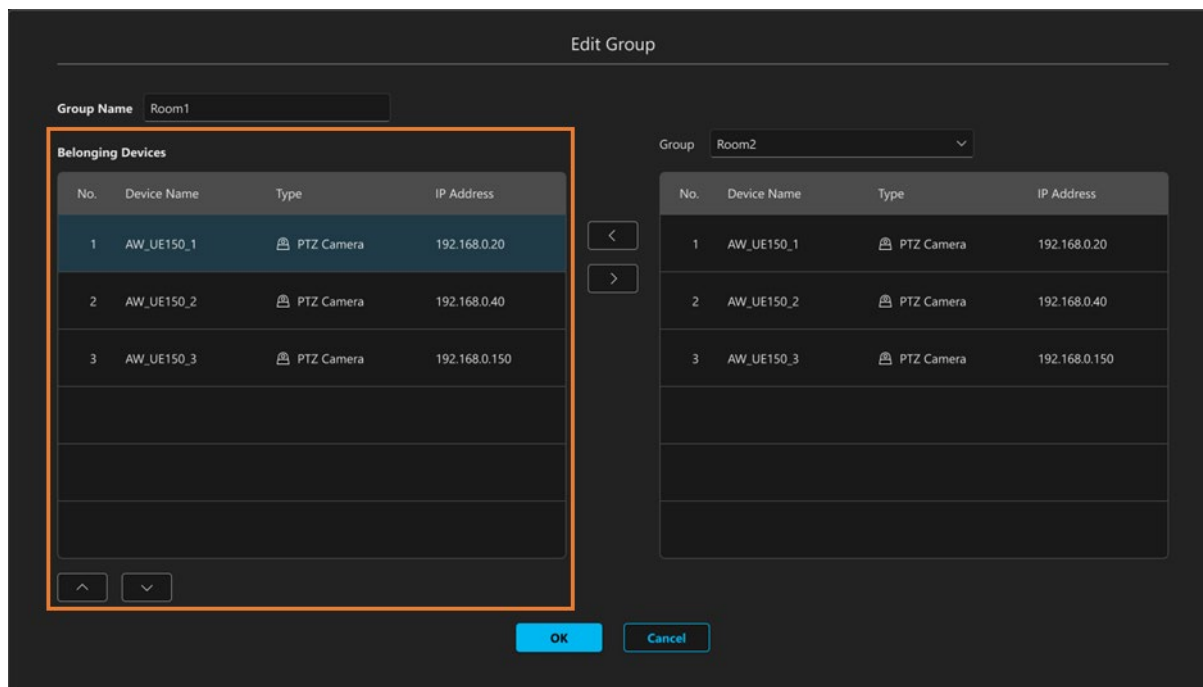 Edit Group
Group Name Room1
Belonging Devices
No. Device Name Type IP Address
1 AW_UE150_1 PTZ Camera 192.168.0.20
2 AW_UE150_2 PTZ Camera 192.168.0.40
3 AW_UE150_3 PTZ Camera 192.168.0.150
Group Room2
No. Device Name Type IP Address
1 AW_UE150_1 PTZ Camera 192.168.0.20
2 AW_UE150_2 PTZ Camera 192.168.0.40
3 AW_UE150_3 PTZ Camera 192.168.0.150
OK Cancel